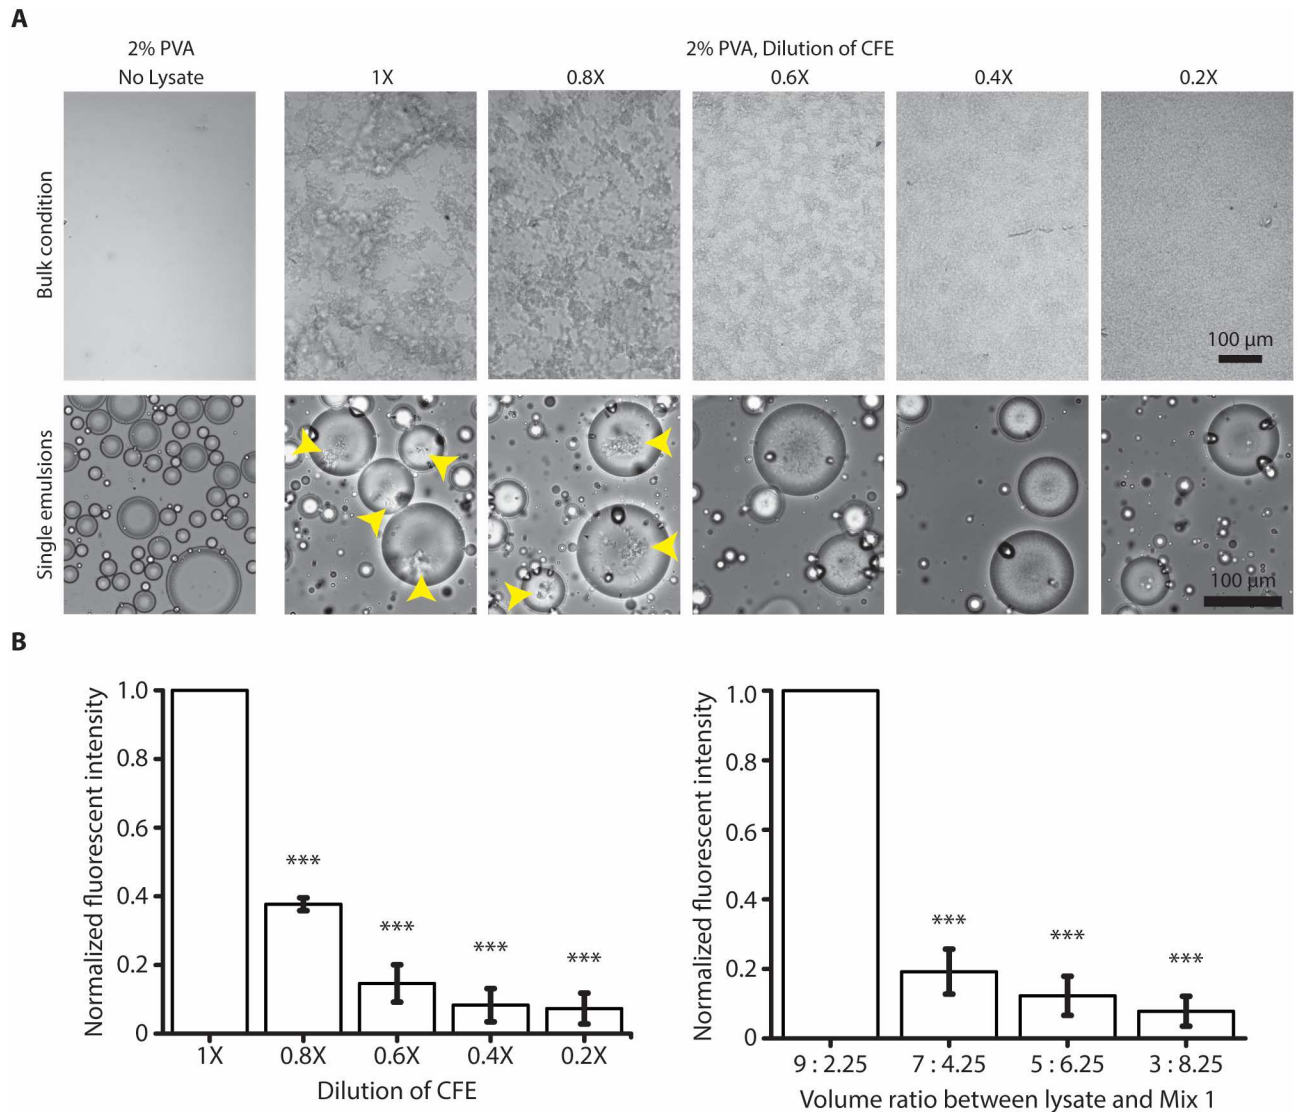 A
2% PVA
No Lysate
2% PVA, Dilution of CFE
1X 0.8X 0.6X 0.4X 0.2X
Bulk condition
100 μm
Single emulsions
100 μm
B
Normalized fluorescent intensity
1.0
0.8
0.6
0.4
0.2
0
***
***
***
***
1X 0.8X 0.6X 0.4X 0.2X
Dilution of CFE
Normalized fluorescent intensity
1.0
0.8
0.6
0.4
0.2
0
***
***
***
9 : 2.25 7 : 4.25 5 : 6.25 3 : 8.25
Volume ratio between lysate and Mix 1